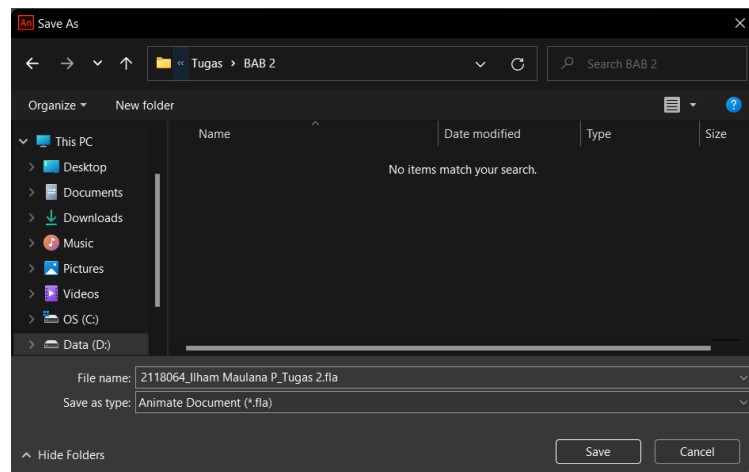 An Save As
« Tugas > BAB 2
Search BAB 2
Organize New folder
Name Date modified Type Size
This PC
No items match your search.
Desktop
Documents
Downloads
Music
Pictures
Videos
OS (C:)
Data (D:)
File name: 2118064_Ilham Maulana P_Tugas 2.fla
Save as type: Animate Document (*.fla)
Hide Folders Save Cancel